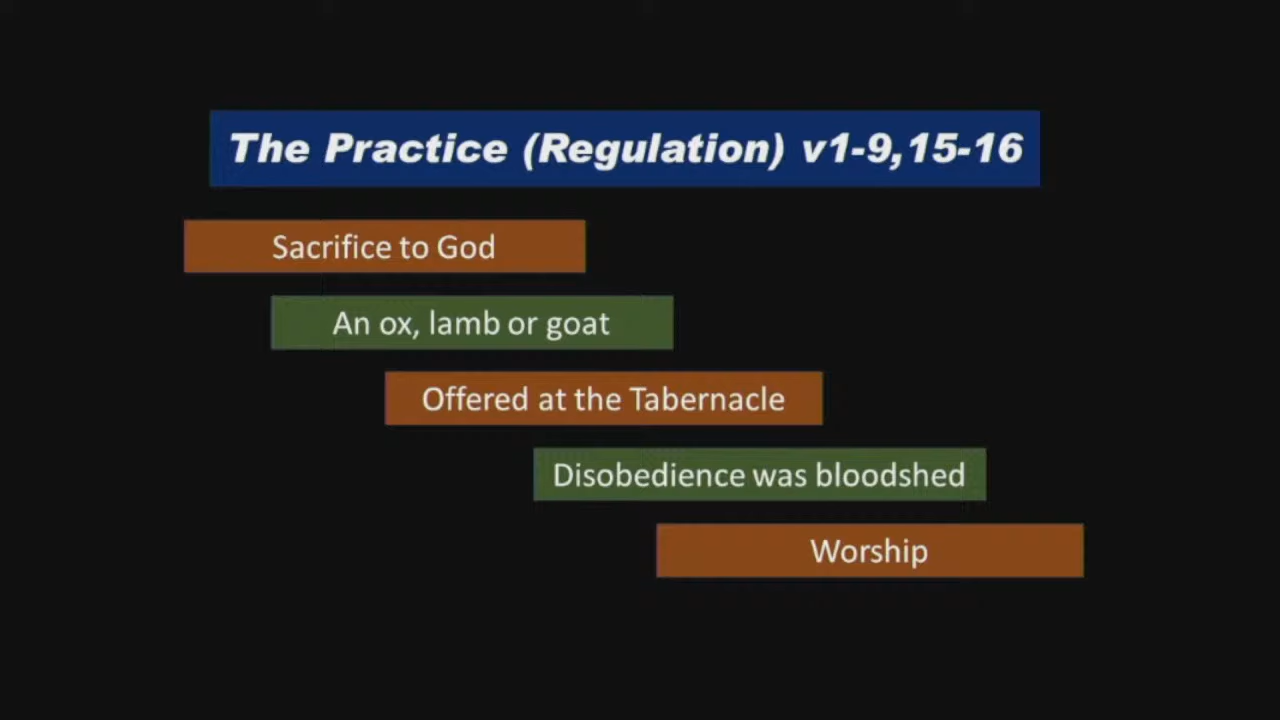 The Practice (Regulation) v1-9,15-16
Sacrifice to God
An ox, lamb or goat
Offered at the Tabernacle
Disobedience was bloodshed
Worship